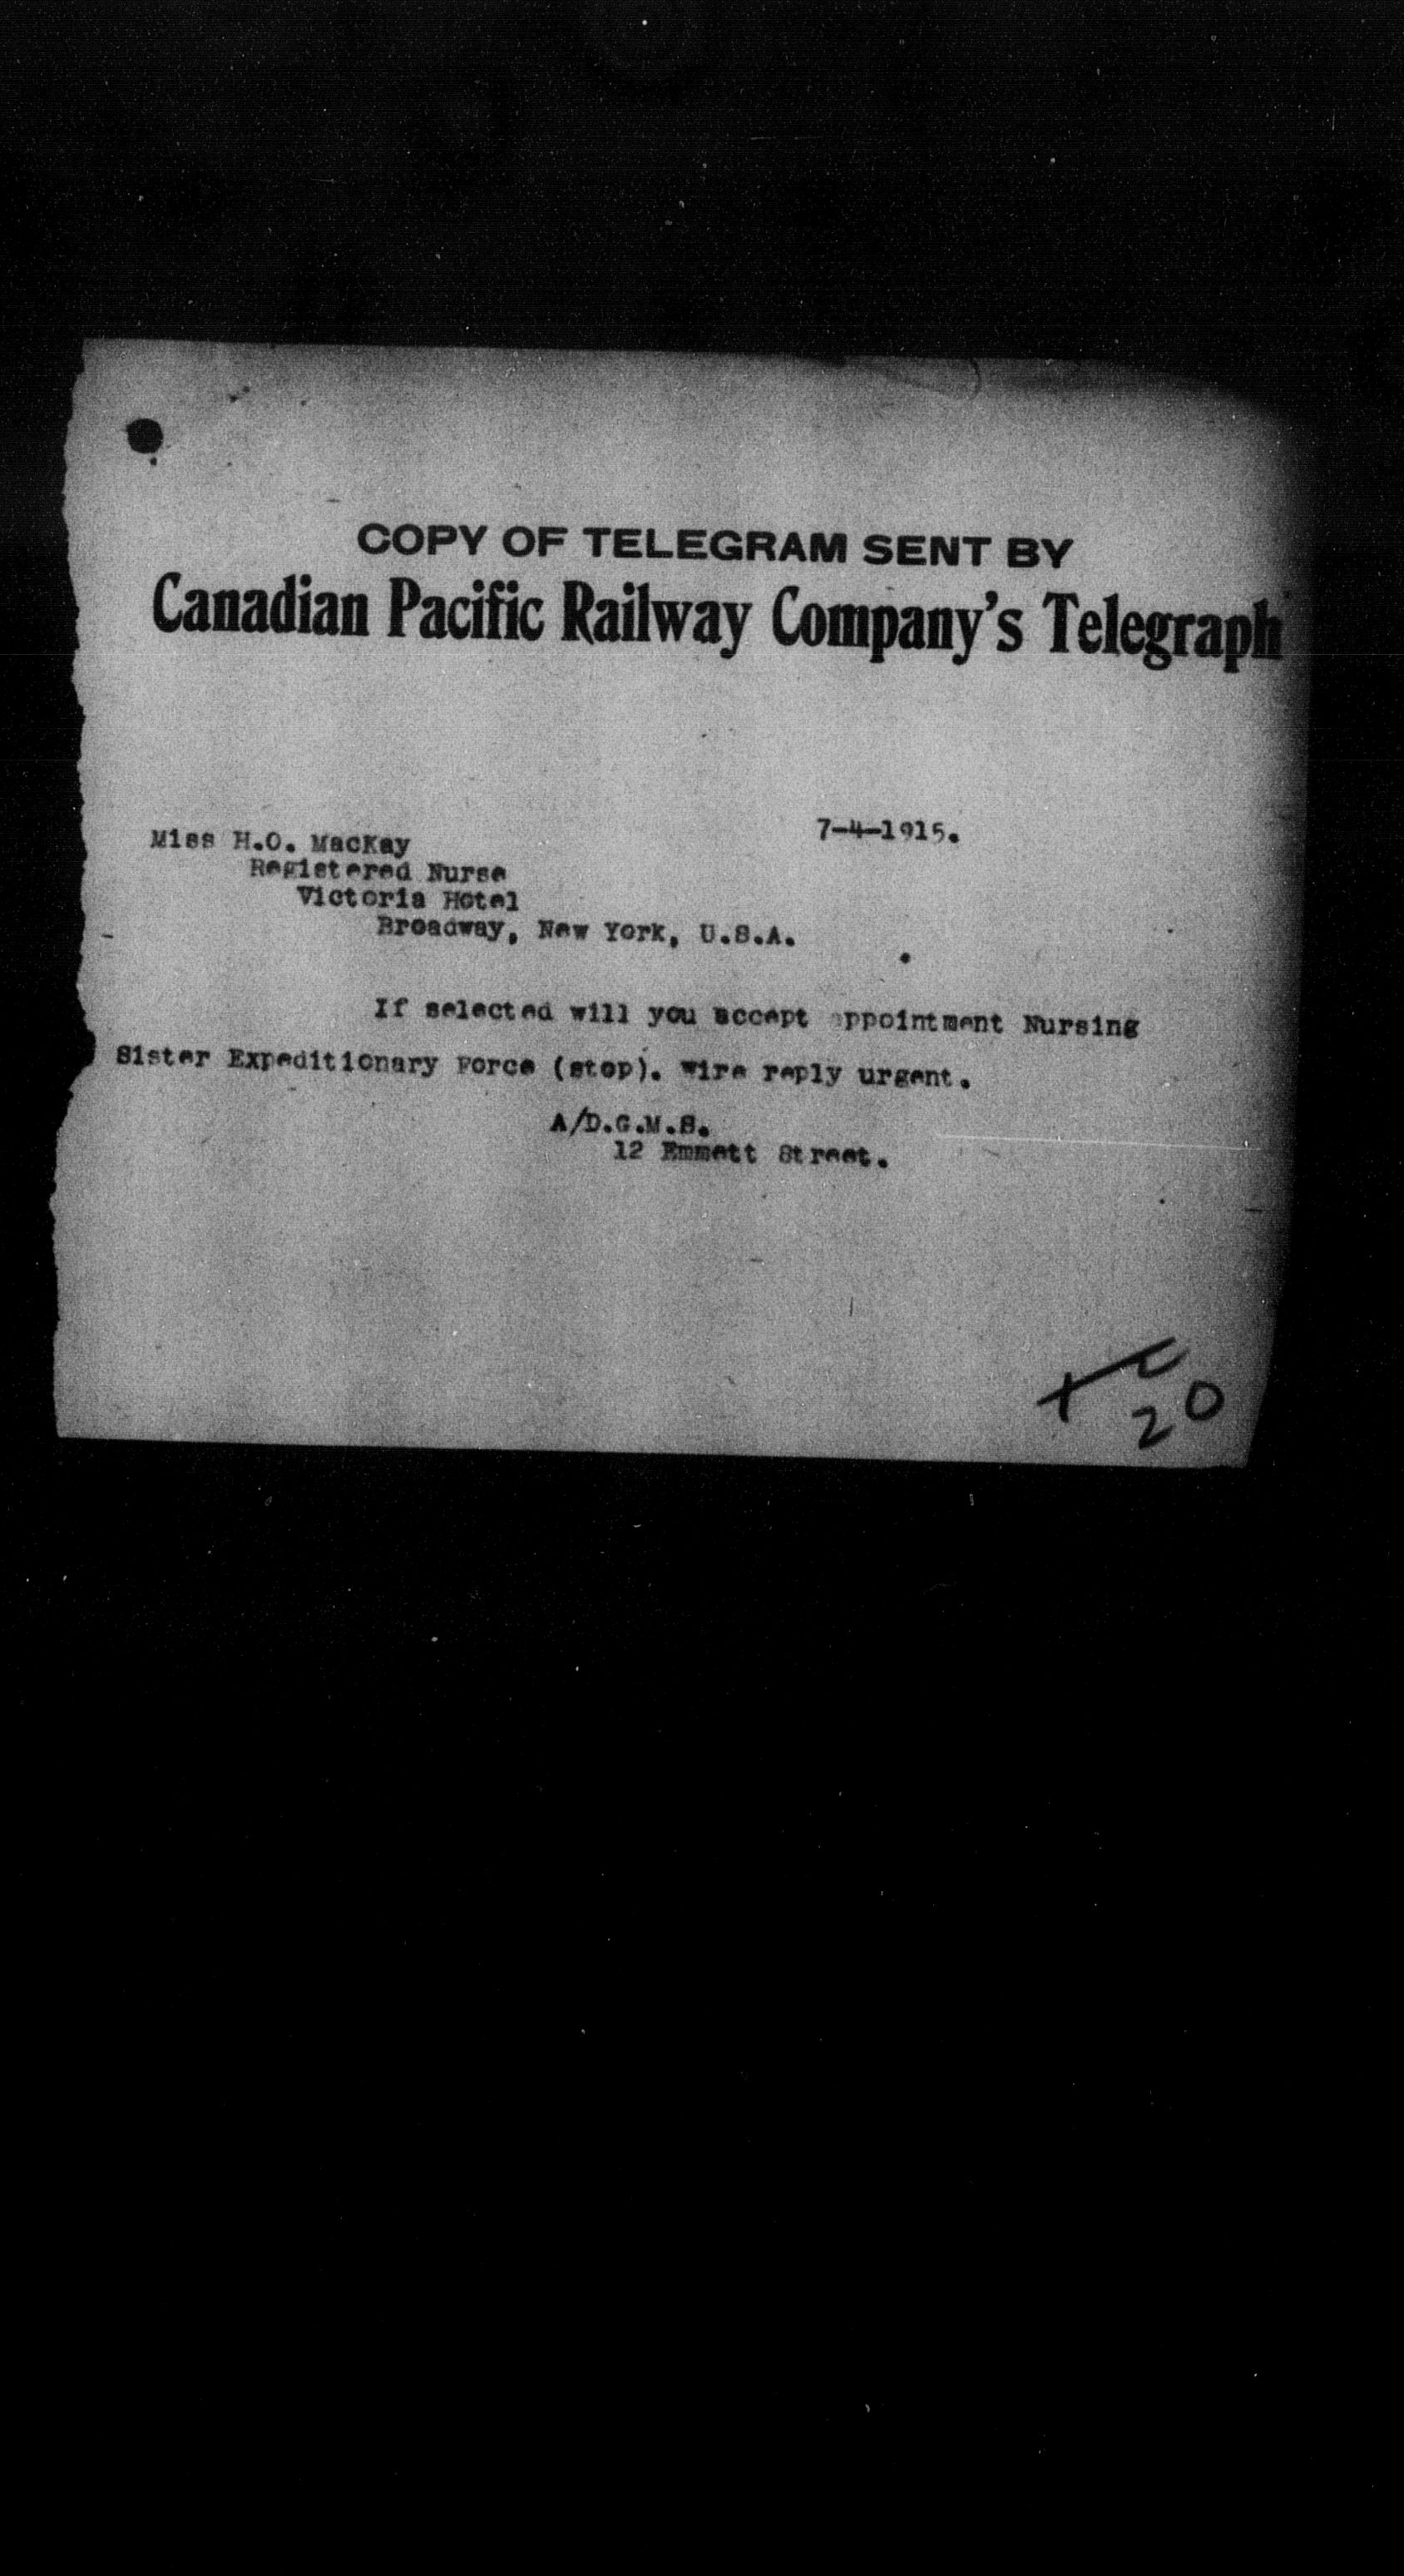 COPY OF TELEGRAM SENT BY
Canadian Pacific Railway Company's Telegraph
7-4-1915.
Miss H.O. MacKay
Registered Nurse
Victoria Hotel
Broadway, New York, U.S.A.
If selected will you accept appointment Nursing
Sister Expeditionary Force (stop). Wire reply urgent.
A/D.G.M.S.
12 Emmett Street.
20